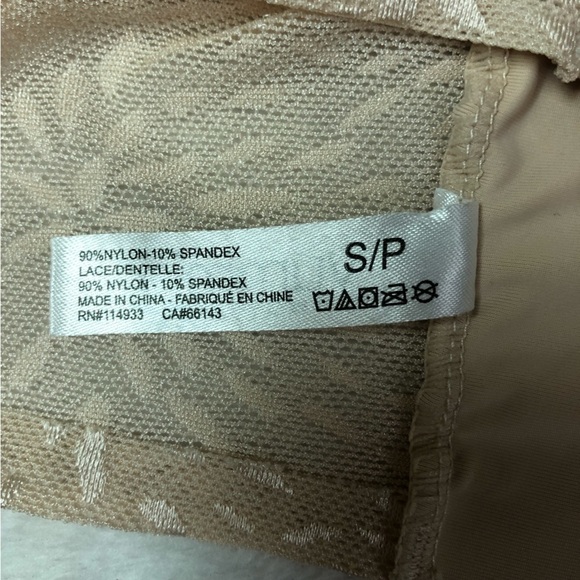 90%NYLON-10% SPANDEX
LACE/DENTELLE:
90% NYLON - 10% SPANDEX
MADE IN CHINA - FABRIQUÉ EN CHINE
RN#114933 CA#66143
S/P